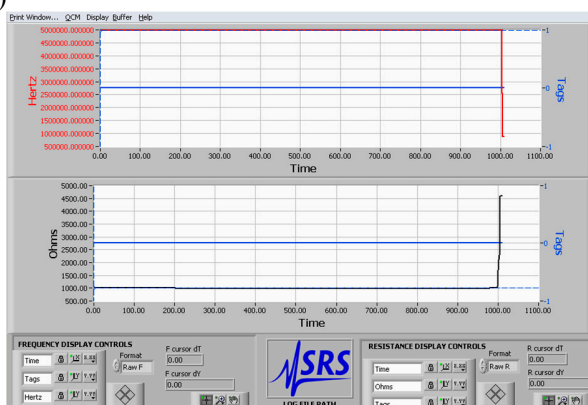 )
Print Window... QCM Display Buffer Help
5000000.000000
4500000.000000
4000000.000000
3500000.000000
3000000.000000
2500000.000000
2000000.000000
1500000.000000
1000000.000000
500000.000000
Hertz
1
0
-1
Tags
0.00 100.00 200.00 300.00 400.00 500.00 600.00 700.00 800.00 900.00 1000.00 1100.00
Time
5000.00
4500.00
4000.00
3500.00
3000.00
2500.00
2000.00
1500.00
1000.00
500.00
Ohms
1
0
-1
Tags
0.00 100.00 200.00 300.00 400.00 500.00 600.00 700.00 800.00 900.00 1000.00 1100.00
Time
FREQUENCY DISPLAY CONTROLS
Time
Tags
Hertz
Format
Raw F
F cursor dT
0.00
F cursor dY
0.00
SRS
LOG FILE PATH
RESISTANCE DISPLAY CONTROLS
Time
Ohms
Tags
Format
Raw R
R cursor dT
0.00
R cursor dY
0.00